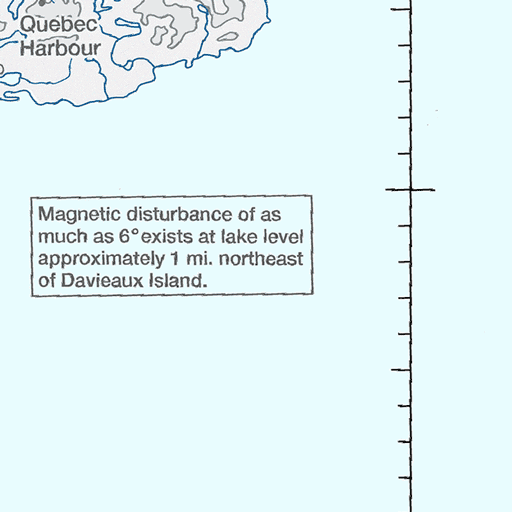 Quebec
Harbour
Magnetic disturbance of as
much as 6° exists at lake level
approximately 1 mi. northeast
of Davieaux Island.